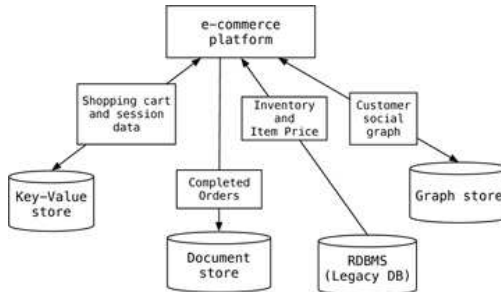 e-commerce
platform
Shopping cart
and session
data
Inventory
and
Item Price
Customer
social
graph
Completed
Orders
Key-Value
store
Graph store
Document
store
RDBMS
(Legacy DB)